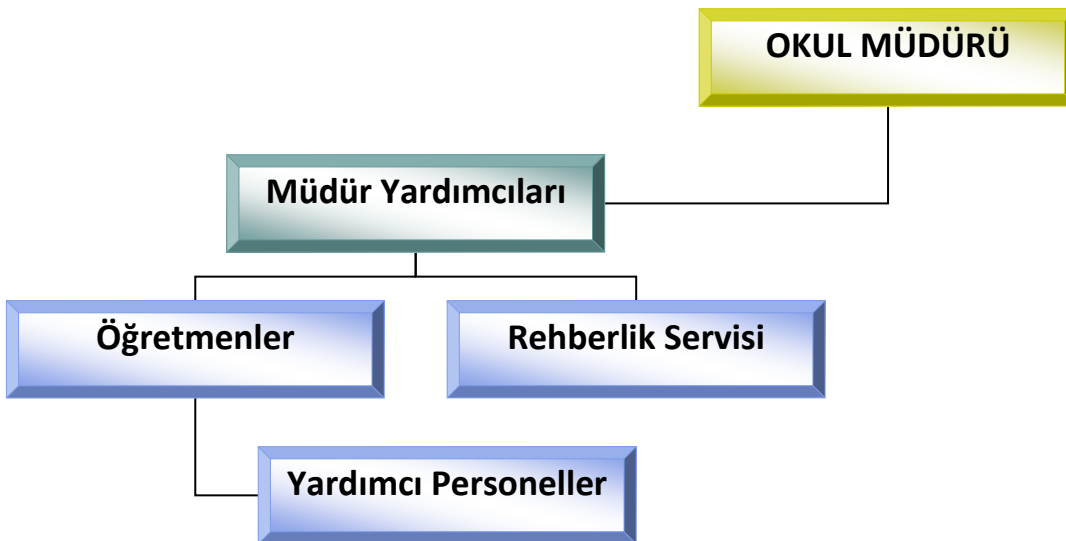 OKUL MÜDÜRÜ
Müdür Yardımcıları
Öğretmenler
Rehberlik Servisi
Yardımcı Personeller